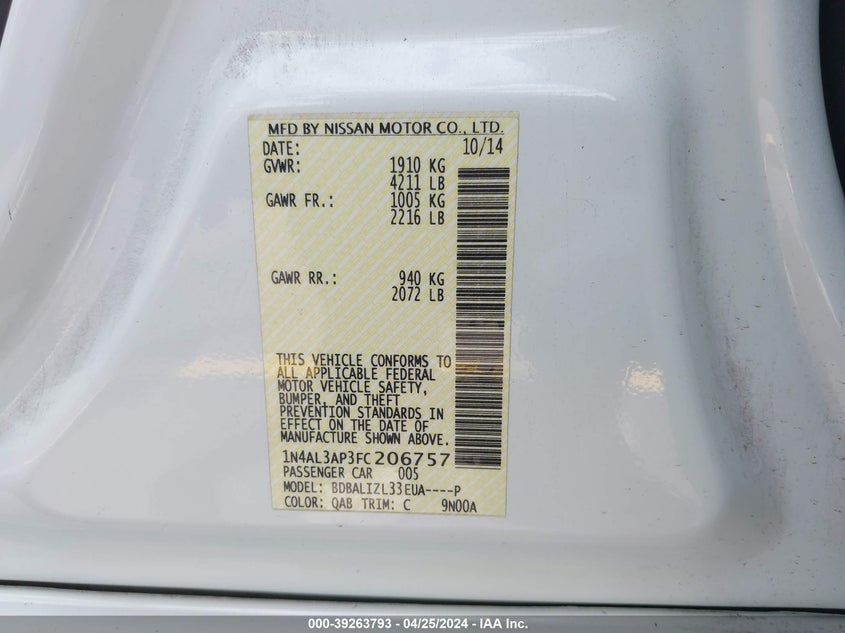 MFD BY NISSAN MOTOR CO., LTD.
DATE: 10/14
GVWR: 1910 KG
4211 LB
GAWR FR.: 1005 KG
2216 LB
GAWR RR.: 940 KG
2072 LB
THIS VEHICLE CONFORMS TO
ALL APPLICABLE FEDERAL
MOTOR VEHICLE SAFETY,
BUMPER, AND THEFT
PREVENTION STANDARDS IN
EFFECT ON THE DATE OF
MANUFACTURE SHOWN ABOVE.
1N4AL3AP3FC206757
PASSENGER CAR 005
MODEL: BDBALIZL33EUA----P
COLOR: QAB TRIM: C 9N00A
000-39263793 - 04/25/2024 - IAA Inc.